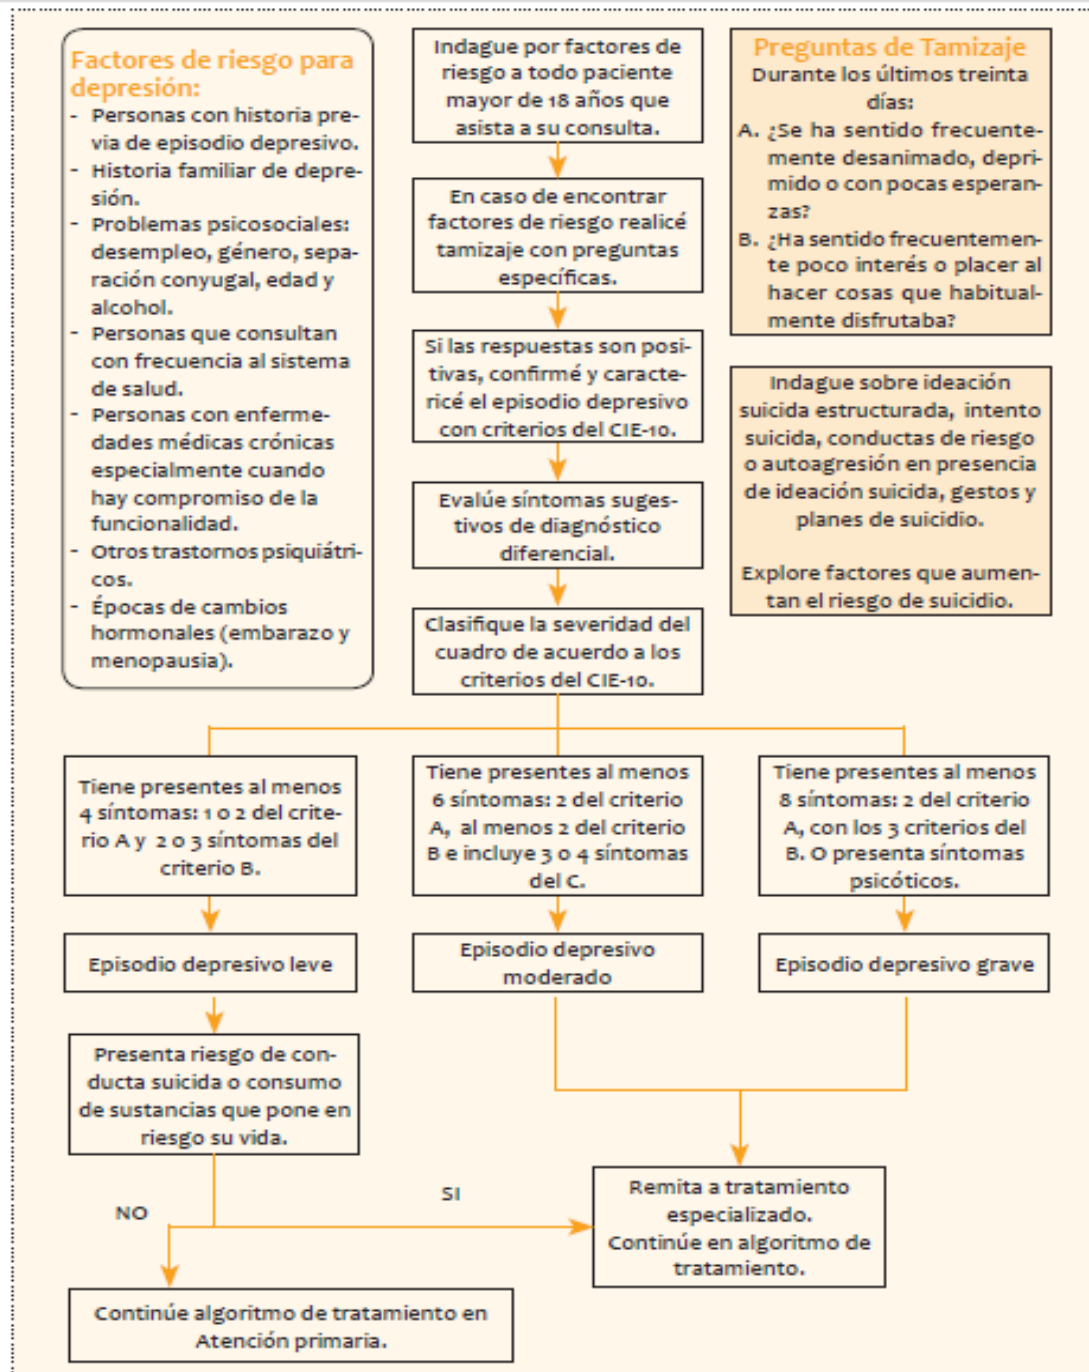 Factores de riesgo para
depresión:
- Personas con historia pre-
via de episodio depresivo.
- Historia familiar de depre-
sión.
- Problemas psicosociales:
desempleo, género, sepa-
ración conyugal, edad y
alcohol.
- Personas que consultan
con frecuencia al sistema
de salud.
- Personas con enferme-
dades médicas crónicas
especialmente cuando
hay compromiso de la
funcionalidad.
- Otros trastornos psiquiátri-
cos.
- Épocas de cambios
hormonales (embarazo y
menopausia).
Indague por factores de
riesgo a todo paciente
mayor de 18 años que
asista a su consulta.
En caso de encontrar
factores de riesgo realicé
tamizaje con preguntas
específicas.
Si las respuestas son posi-
tivas, confirmé y caracte-
ricé el episodio depresivo
con criterios del CIE-10.
Evalúe síntomas suges-
tivos de diagnóstico
diferencial.
Clasifique la severidad del
cuadro de acuerdo a los
criterios del CIE-10.
Preguntas de Tamizaje
Durante los últimos treinta
días:
A. ¿Se ha sentido frecuente-
mente desanimado, depri-
mido o con pocas esperan-
zas?
B. ¿Ha sentido frecuentemen-
te poco interés o placer al
hacer cosas que habitual-
mente disfrutaba?
Indague sobre ideación
suicida estructurada, intento
suicida, conductas de riesgo
o autoagresión en presencia
de ideación suicida, gestos y
planes de suicidio.
Explore factores que aumen-
tan el riesgo de suicidio.
Tiene presentes al menos
4 síntomas: 1 o 2 del crite-
rio A y 2 o 3 síntomas del
criterio B.
Tiene presentes al menos
6 síntomas: 2 del criterio
A, al menos 2 del criterio
B e incluye 3 o 4 síntomas
del C.
Tiene presentes al menos
8 síntomas: 2 del criterio
A, con los 3 criterios del
B. O presenta síntomas
psicóticos.
Episodio depresivo leve
Episodio depresivo
moderado
Episodio depresivo grave
Presenta riesgo de con-
ducta suicida o consumo
de sustancias que pone en
riesgo su vida.
NO
SI
Remita a tratamiento
especializado.
Continúe en algoritmo de
tratamiento.
Continúe algoritmo de tratamiento en
Atención primaria.